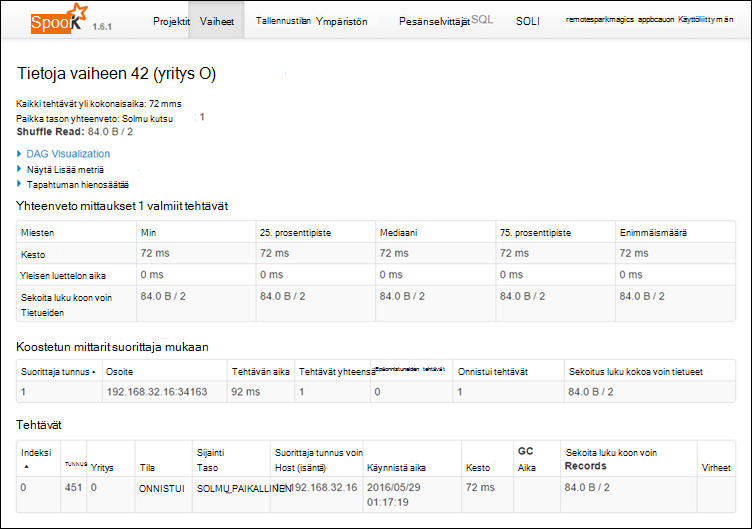 Spook 1.6.1 Projektit Vaiheet Tallennustilan Ympäristön Pesänselvittäjät SQL SOLI remotesparkmagics appbcauon Käyttöliittymän
Tietoja vaiheen 42 (yritys O)
Kaikki tehtävät yli kokonaisaika: 72 mms
Paikka tason yhteenveto: Solmu kutsu 1
Shuffle Read: 84.0 B / 2
DAG Visualization
Näytä Lisää metriä
Tapahtuman hienosäätää
Yhteenveto mittaukset 1 valmiit tehtävät
Miesten Min 25. prosenttipiste Mediaani 75. prosenttipiste Enimmäismäärä
Kesto 72 ms 72 ms 72 ms 72 ms 72 ms
Yleisen luettelon aika 0 ms 0 ms 0 ms 0 ms 0 ms
Sekoita luku koon voin 84.0 B / 2 84.0 B / 2 84.0 B / 2 84.0 B / 2 84.0 B / 2
Tietueiden
Koostetun mittarit suorittaja mukaan
Suorittaja tunnus Osoite Tehtävän aika Tehtävät yhteensä Epäonnistuneiden tehtävät Onnistui tehtävät Sekoitus luku kokoa voin tietueet
1 192.168.32.16:34163 92 ms 1 0 1 84.0 B / 2
Tehtävät
Indeksi TUNNUS Yritys Tila Sijainti Suorittaja tunnus voin Käynnistä aika Kesto GC Sekoita luku koon voin Virheet
Taso Host (isäntä) Aika Records
0 451 0 ONNISTUI SOLMU_PAIKALLINEN 192.168.32.16 2016/05/29 72 ms 84.0 B / 2
01:17:19